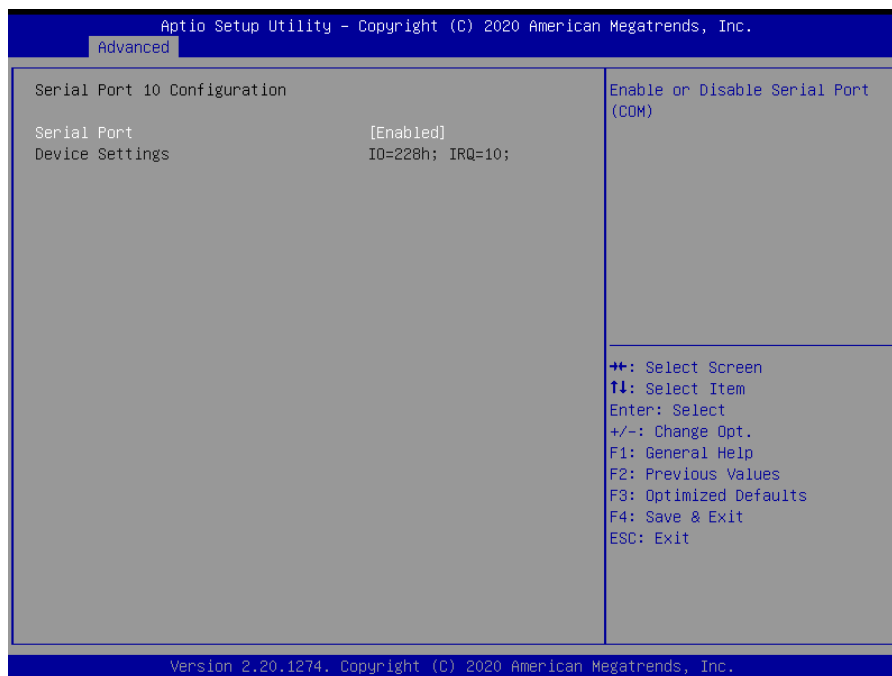 Aptio Setup Utility – Copyright (C) 2020 American Megatrends, Inc.
Advanced
Serial Port 10 Configuration
Serial Port [Enabled]
Device Settings IO=228h; IRQ=10;
Enable or Disable Serial Port
(COM)
→←: Select Screen
↑↓: Select Item
Enter: Select
+/-: Change Opt.
F1: General Help
F2: Previous Values
F3: Optimized Defaults
F4: Save & Exit
ESC: Exit
Version 2.20.1274. Copyright (C) 2020 American Megatrends, Inc.